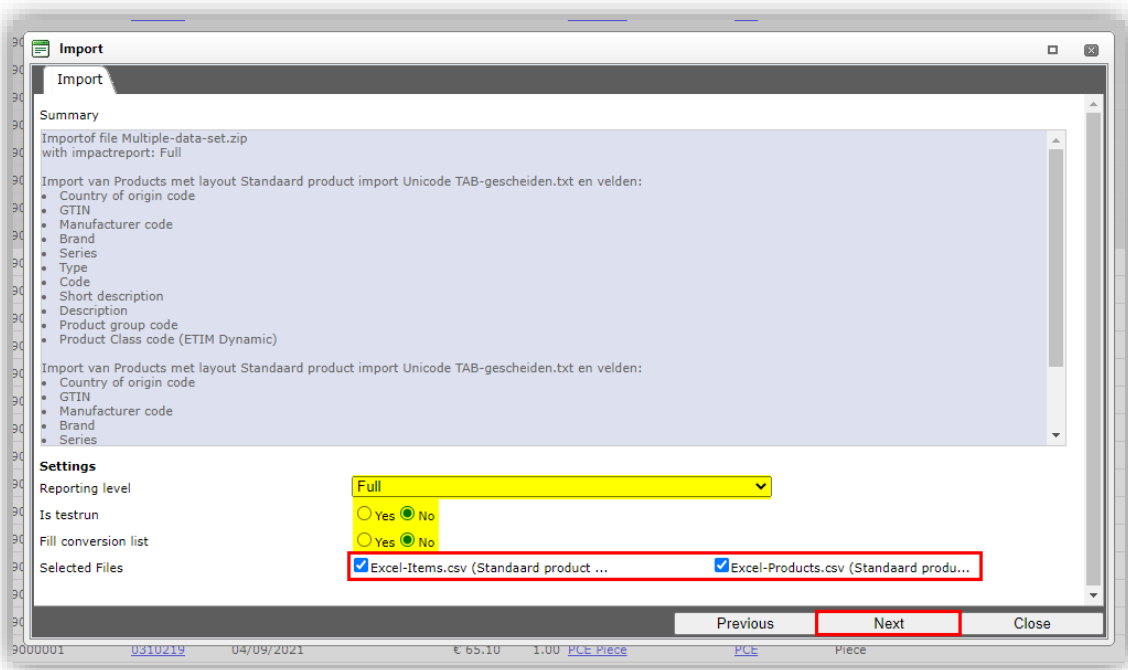 Import
Import
Summary
Importof file Multiple-data-set.zip
with impactreport: Full
Import van Products met layout Standaard product import Unicode TAB-gescheiden.txt en velden:
• Country of origin code
• GTIN
• Manufacturer code
• Brand
• Series
• Type
• Code
• Short description
• Description
• Product group code
• Product Class code (ETIM Dynamic)
Import van Products met layout Standaard product import Unicode TAB-gescheiden.txt en velden:
• Country of origin code
• GTIN
• Manufacturer code
• Brand
• Series
Settings
Reporting level Full
Is testrun Yes No
Fill conversion list Yes No
Selected Files Excel-Items.csv (Standaard product ... Excel-Products.csv (Standaard produ...
Previous Next Close
9000001 0310219 04/09/2021 € 65.10 1.00 PCE Piece PCE Piece